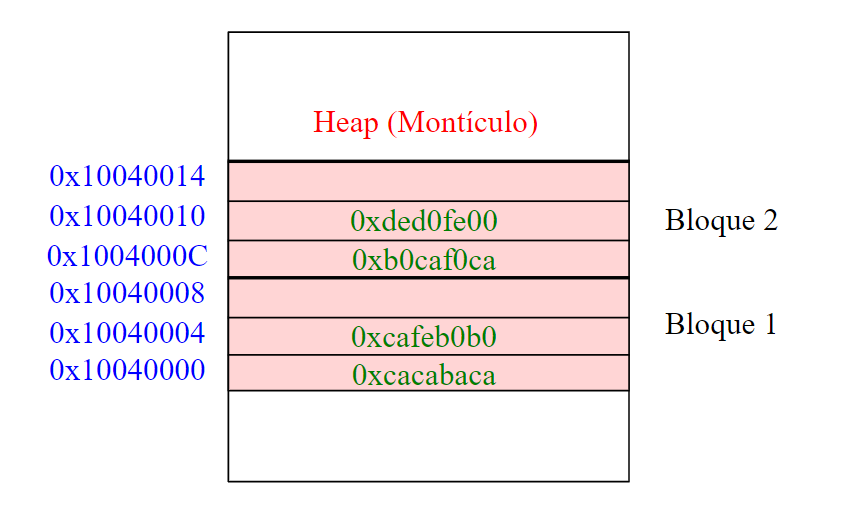 Heap (Montículo)
0x10040014
0x10040010 0xded0fe00 Bloque 2
0x1004000C 0xb0caf0ca
0x10040008
0x10040004 0xcafeb0b0 Bloque 1
0x10040000 0xcacabaca